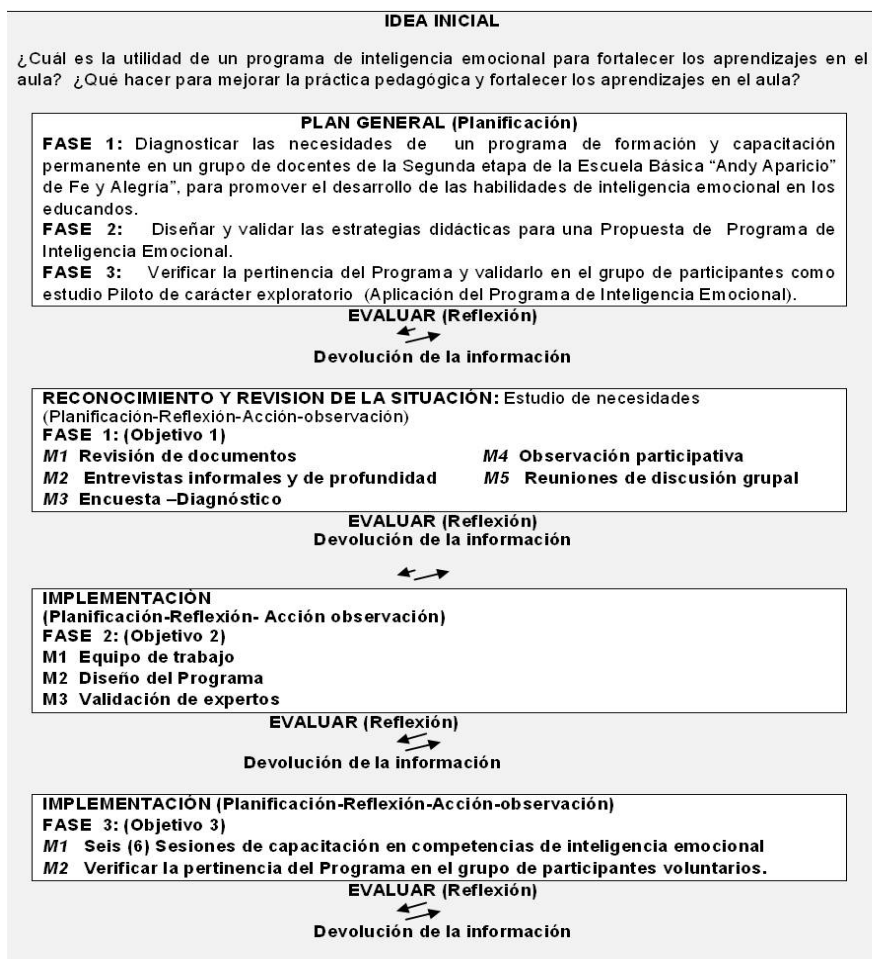 IDEA INICIAL
¿Cuál es la utilidad de un programa de inteligencia emocional para fortalecer los aprendizajes en el
aula? ¿Qué hacer para mejorar la práctica pedagógica y fortalecer los aprendizajes en el aula?
PLAN GENERAL (Planificación)
FASE 1: Diagnosticar las necesidades de un programa de formación y capacitación
permanente en un grupo de docentes de la Segunda etapa de la Escuela Básica “Andy Aparicio”
de Fe y Alegría”, para promover el desarrollo de las habilidades de inteligencia emocional en los
educandos.
FASE 2: Diseñar y validar las estrategias didácticas para una Propuesta de Programa de
Inteligencia Emocional.
FASE 3: Verificar la pertinencia del Programa y validarlo en el grupo de participantes como
estudio Piloto de carácter exploratorio (Aplicación del Programa de Inteligencia Emocional).
EVALUAR (Reflexión)
Devolución de la información
RECONOCIMIENTO Y REVISION DE LA SITUACIÓN: Estudio de necesidades
(Planificación-Reflexión-Acción-observación)
FASE 1: (Objetivo 1)
M1 Revisión de documentos M4 Observación participativa
M2 Entrevistas informales y de profundidad M5 Reuniones de discusión grupal
M3 Encuesta –Diagnóstico
EVALUAR (Reflexión)
Devolución de la información
IMPLEMENTACIÓN
(Planificación-Reflexión- Acción observación)
FASE 2: (Objetivo 2)
M1 Equipo de trabajo
M2 Diseño del Programa
M3 Validación de expertos
EVALUAR (Reflexión)
Devolución de la información
IMPLEMENTACIÓN (Planificación-Reflexión-Acción-observación)
FASE 3: (Objetivo 3)
M1 Seis (6) Sesiones de capacitación en competencias de inteligencia emocional
M2 Verificar la pertinencia del Programa en el grupo de participantes voluntarios.
EVALUAR (Reflexión)
Devolución de la información